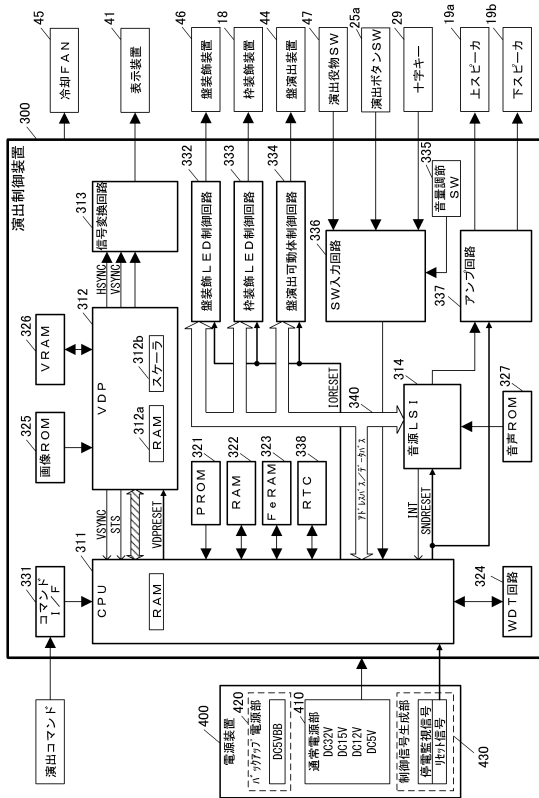 演出制御装置
300
演出コマンド
331
コマンド
I/F
325
画像ROM
326
VRAM
45
冷却FAN
311
CPU
RAM
VSYNC
STS
VDPRESET
312
VDP
312a
RAM
312b
スケーラ
HSYNC
VSYNC
313
信号変換回路
41
表示装置
321
PROM
322
RAM
323
FeRAM
338
RTC
332
盤装飾LED制御回路
46
盤装飾装置
333
枠装飾LED制御回路
18
枠装飾装置
334
盤演出可動体制御回路
44
盤演出装置
IORESET
340
アドレスバス/データバス
336
SW入力回路
47
演出役物SW
25a
演出ボタンSW
29
十字キー
335
音量調節
SW
INT
SNDRESET
314
音源LSI
337
アンプ回路
19a
上スピーカ
19b
下スピーカ
324
WDT回路
327
音声ROM
400
電源装置
420
バックアップ電源部
DC5VBB
410
通常電源部
DC32V
DC15V
DC12V
DC5V
制御信号生成部
停電監視信号
リセット信号
430